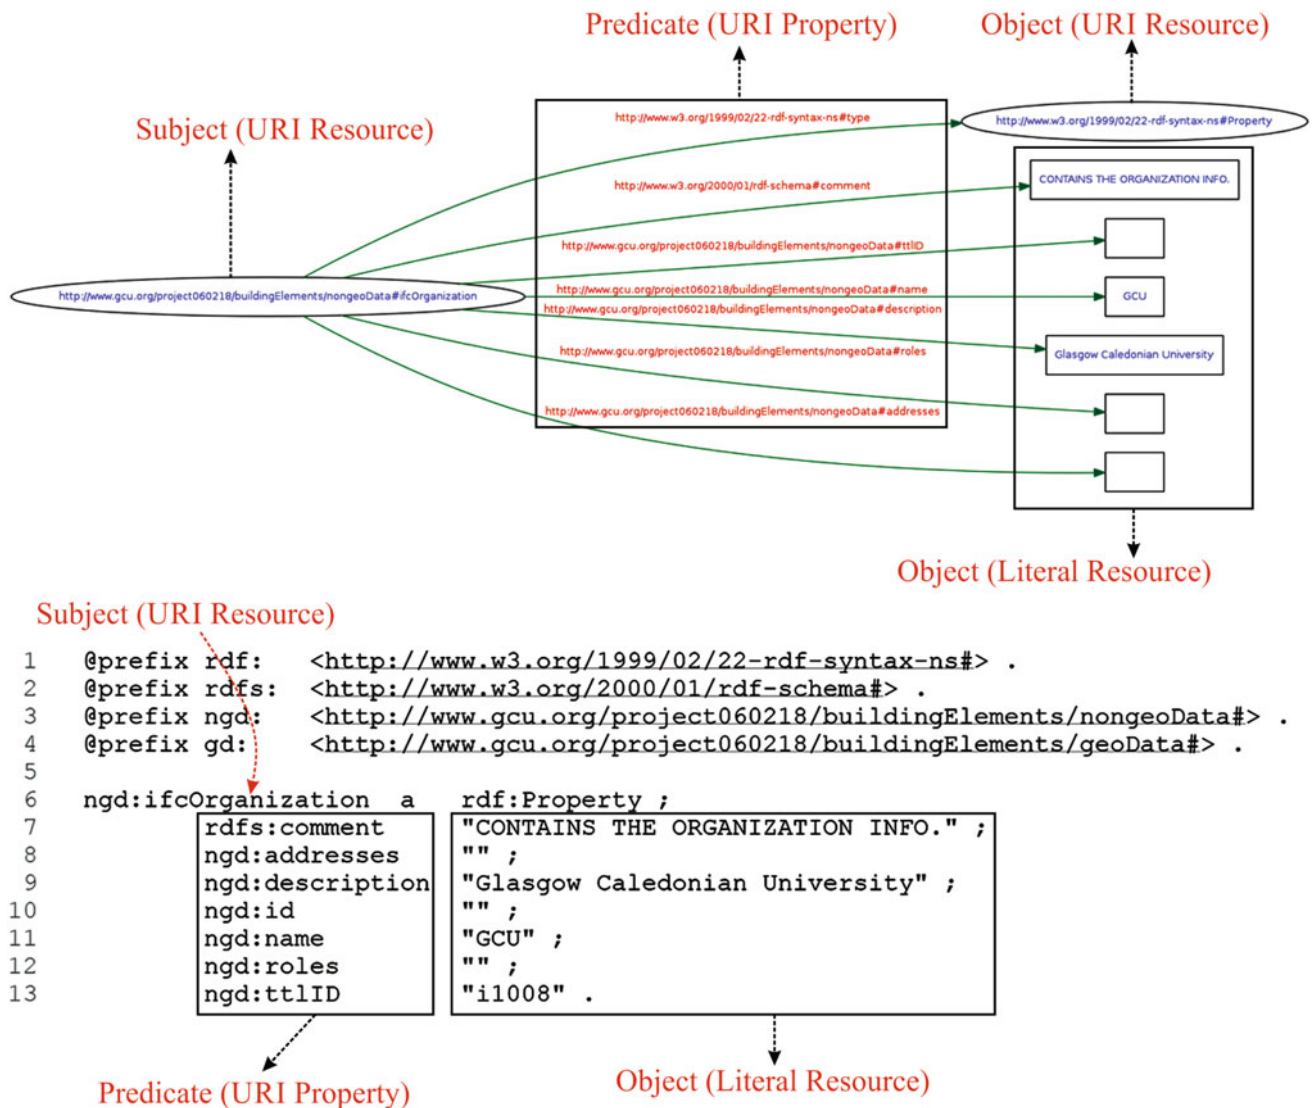 Predicate (URI Property)
Object (URI Resource)
Subject (URI Resource)
http://www.w3.org/1999/02/22-rdf-syntax-ns#type
http://www.w3.org/1999/02/22-rdf-syntax-ns#Property
http://www.w3.org/2000/01/rdf-schema#comment
CONTAINS THE ORGANIZATION INFO.
http://www.gcu.org/project060218/buildingElements/nongeoData#ttlID
http://www.gcu.org/project060218/buildingElements/nongeoData#ifcOrganization
http://www.gcu.org/project060218/buildingElements/nongeoData#name
GCU
http://www.gcu.org/project060218/buildingElements/nongeoData#description
http://www.gcu.org/project060218/buildingElements/nongeoData#roles
Glasgow Caledonian University
http://www.gcu.org/project060218/buildingElements/nongeoData#addresses
Object (Literal Resource)
Subject (URI Resource)
1 @prefix rdf: <http://www.w3.org/1999/02/22-rdf-syntax-ns#> .
2 @prefix rdfs: <http://www.w3.org/2000/01/rdf-schema#> .
3 @prefix ngd: <http://www.gcu.org/project060218/buildingElements/nongeoData#> .
4 @prefix gd: <http://www.gcu.org/project060218/buildingElements/geoData#> .
5
6 ngd:ifcOrganization a rdf:Property ;
7 rdfs:comment "CONTAINS THE ORGANIZATION INFO." ;
8 ngd:addresses "" ;
9 ngd:description "Glasgow Caledonian University" ;
10 ngd:id "" ;
11 ngd:name "GCU" ;
12 ngd:roles "" ;
13 ngd:ttlID "i1008" .
Predicate (URI Property)
Object (Literal Resource)